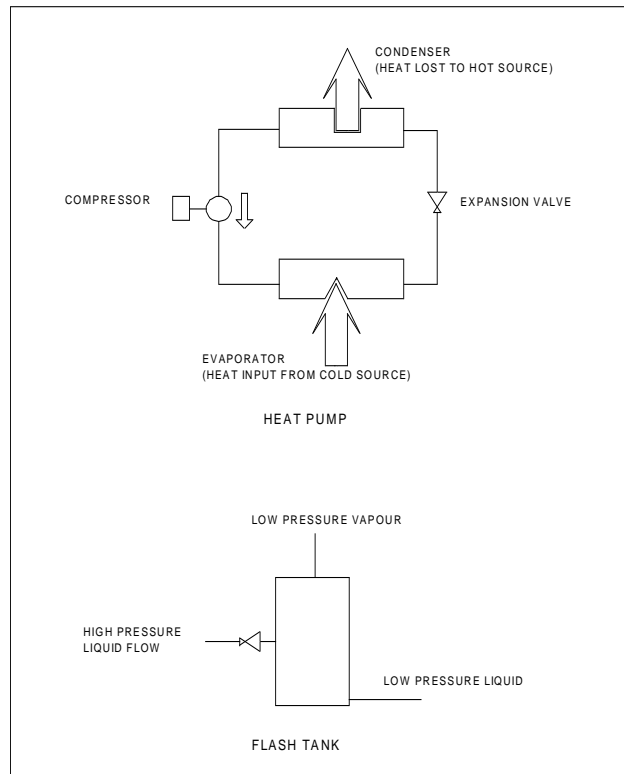 CONDENSER
(HEAT LOST TO HOT SOURCE)
COMPRESSOR
EXPANSION VALVE
EVAPORATOR
(HEAT INPUT FROM COLD SOURCE)
HEAT PUMP
LOW PRESSURE VAPOUR
HIGH PRESSURE
LIQUID FLOW
LOW PRESSURE LIQUID
FLASH TANK